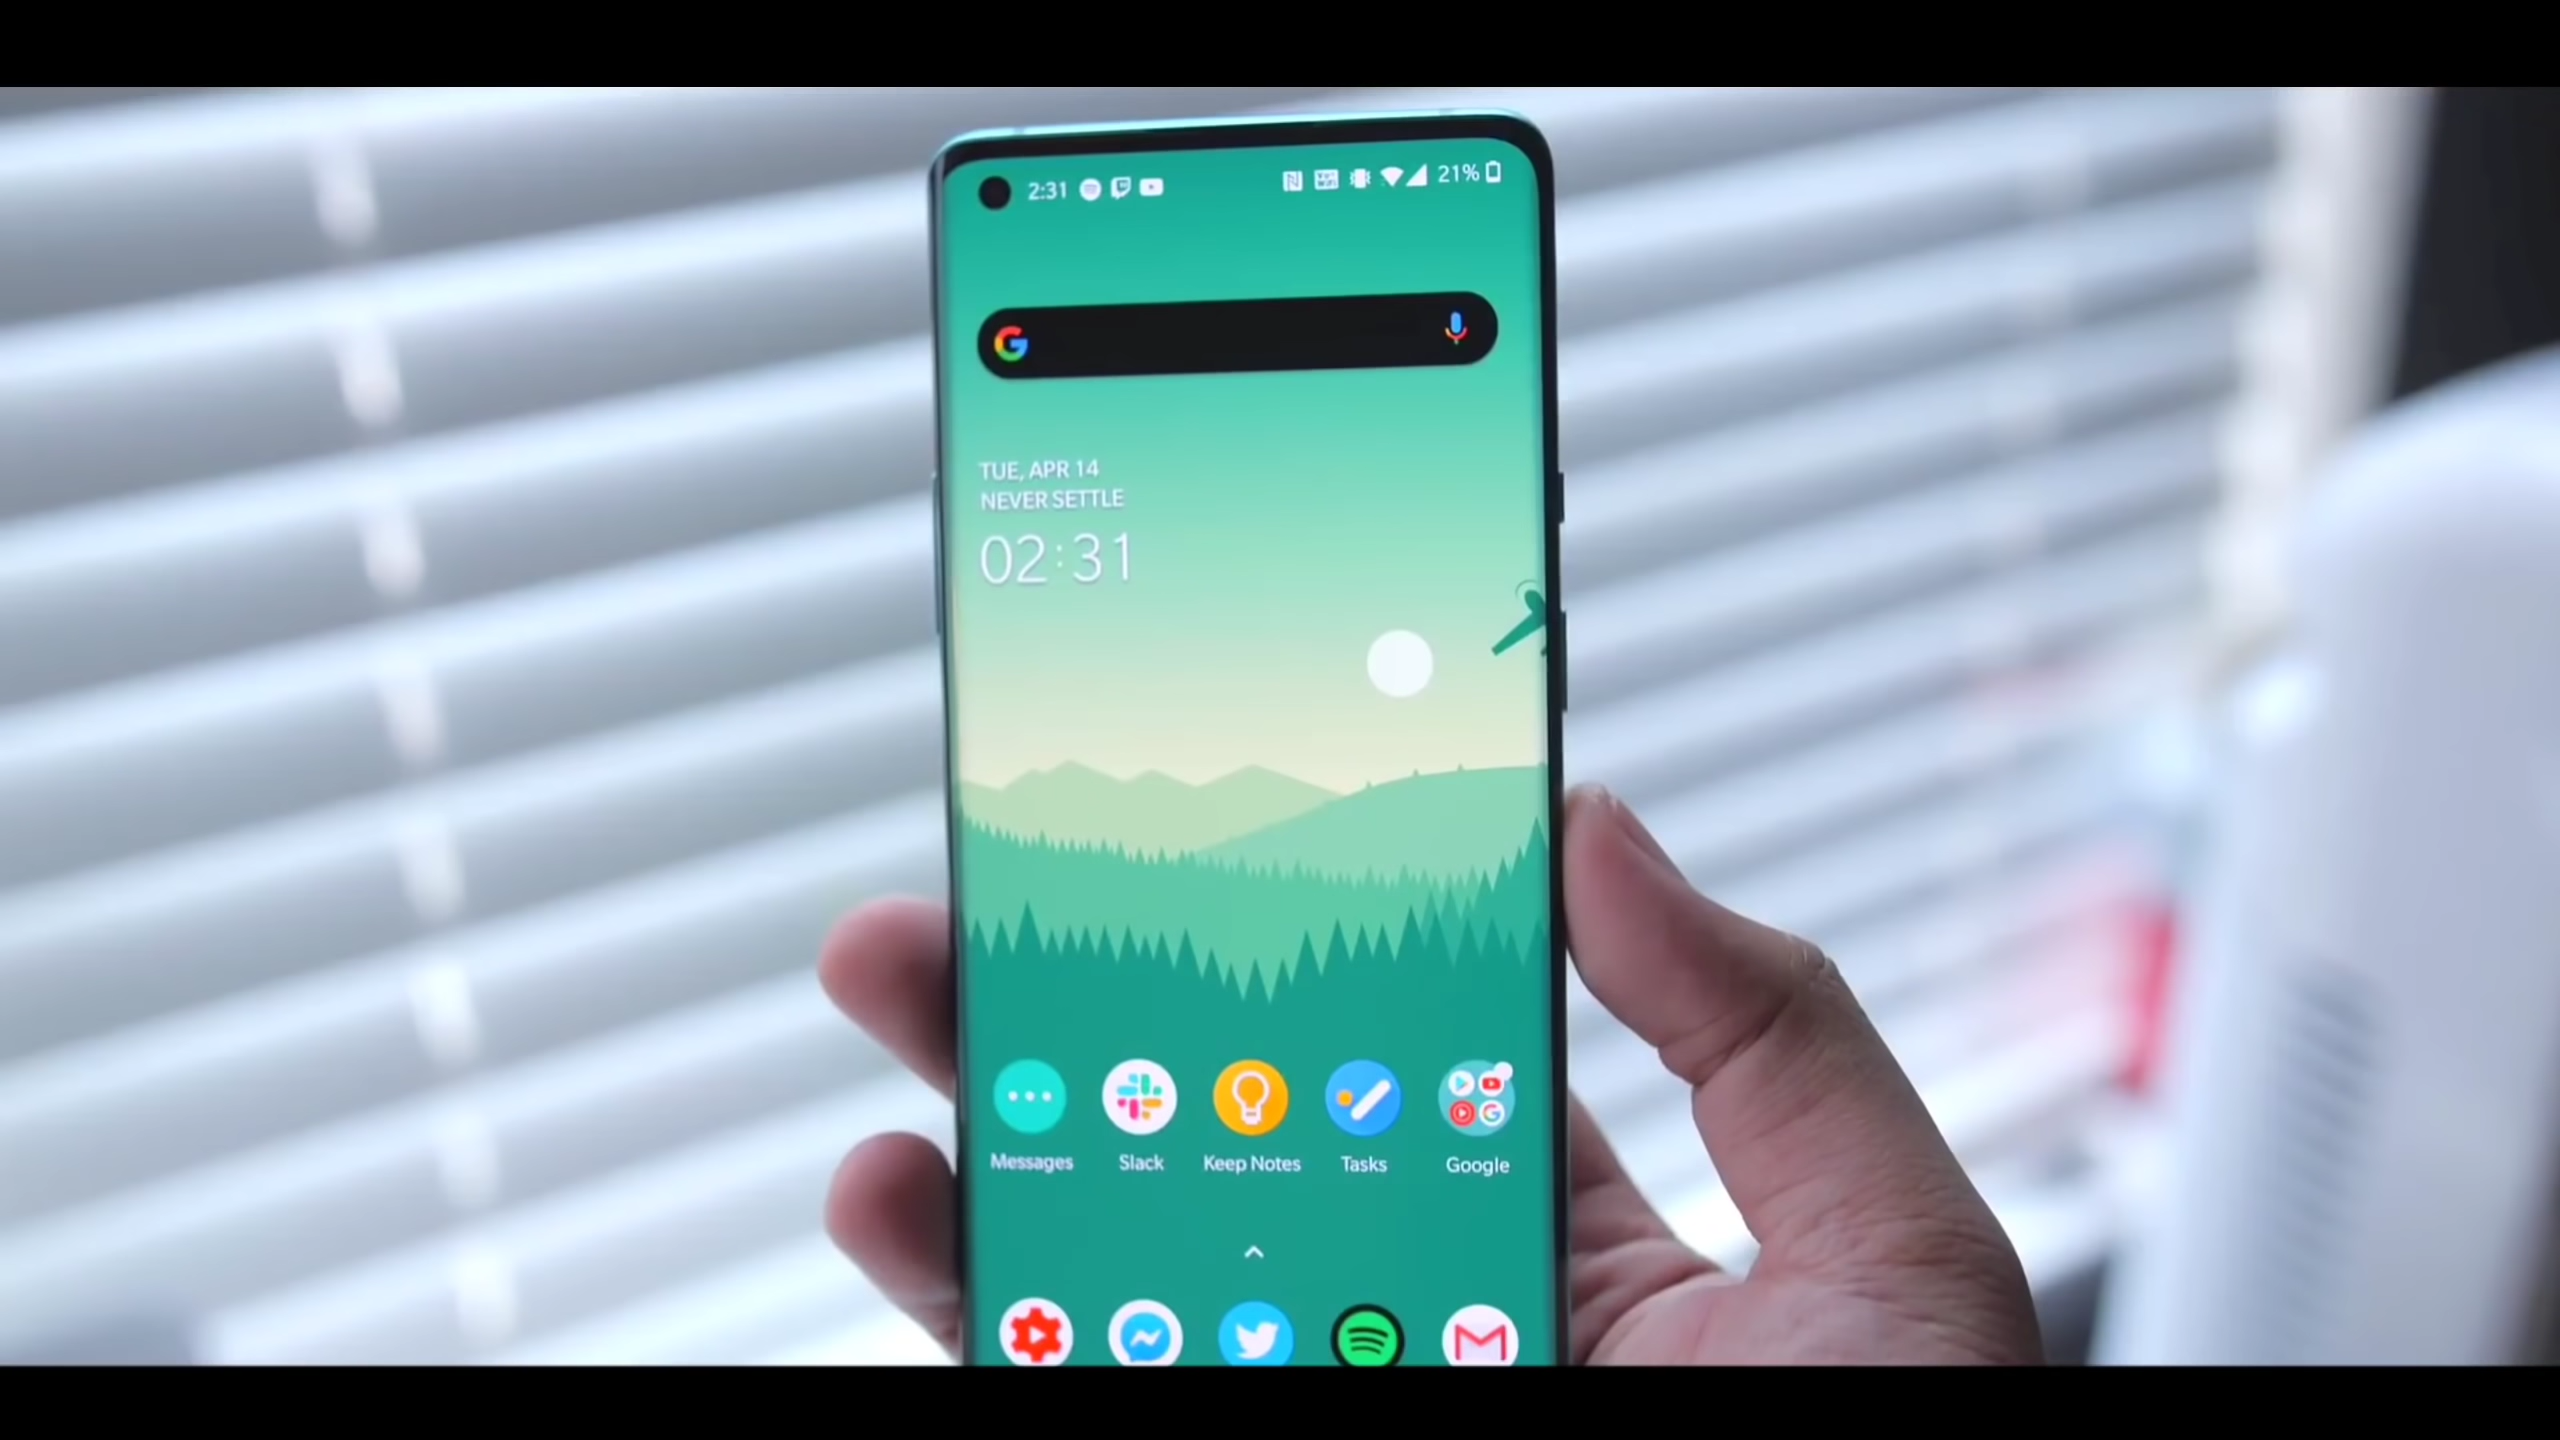 2:31 21%
TUE, APR 14
NEVER SETTLE
02:31
Messages Slack Keep Notes Tasks Google